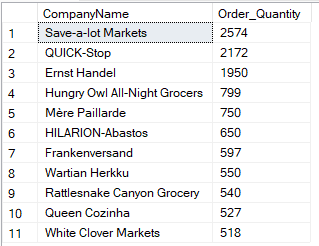 CompanyName Order_Quantity
1 Save-a-lot Markets 2574
2 QUICK-Stop 2172
3 Ernst Handel 1950
4 Hungry Owl All-Night Grocers 799
5 Mère Paillarde 750
6 HILARION-Abastos 650
7 Frankenversand 597
8 Wartian Herkku 550
9 Rattlesnake Canyon Grocery 540
10 Queen Cozinha 527
11 White Clover Markets 518